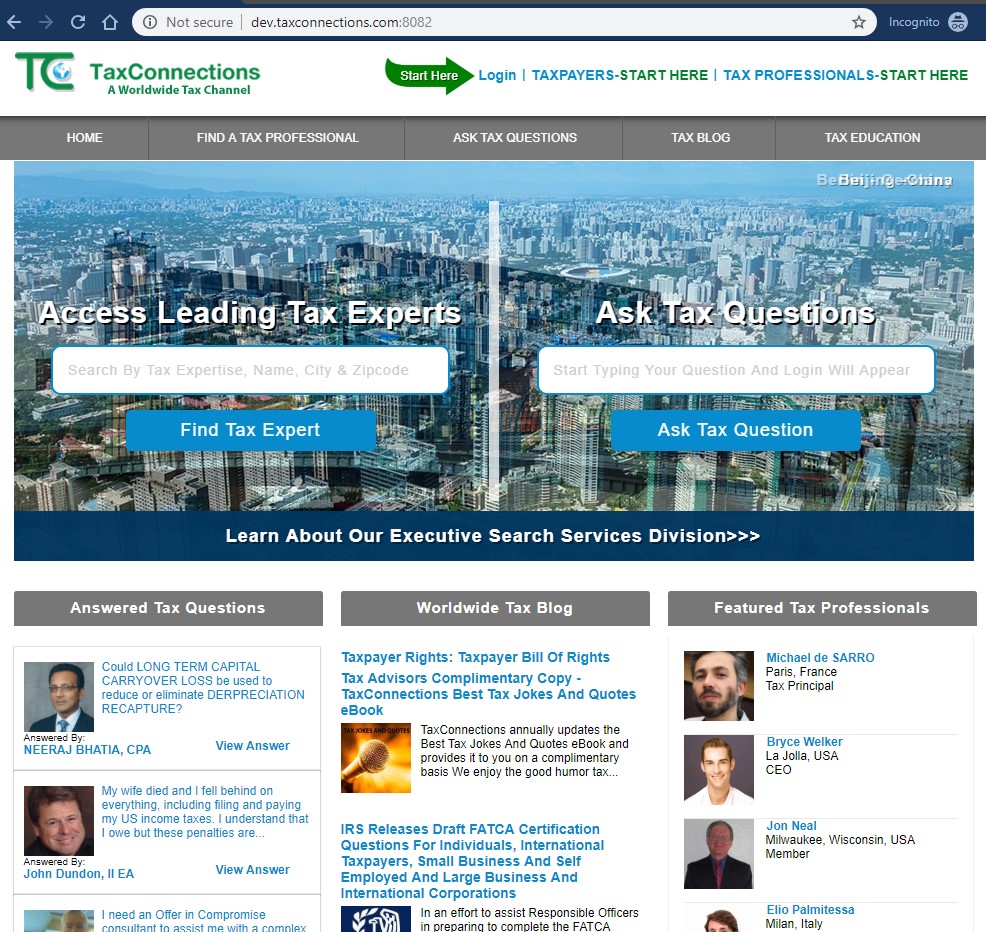 Not secure | dev.taxconnections.com:8082
Incognito
TC
TaxConnections
A Worldwide Tax Channel
Start Here
Login | TAXPAYERS-START HERE | TAX PROFESSIONALS-START HERE
HOME
FIND A TAX PROFESSIONAL
ASK TAX QUESTIONS
TAX BLOG
TAX EDUCATION
Access Leading Tax Experts
Search By Tax Expertise, Name, City & Zipcode
Find Tax Expert
Ask Tax Questions
Start Typing Your Question And Login Will Appear
Ask Tax Question
Learn About Our Executive Search Services Division>>>
Answered Tax Questions
Could LONG TERM CAPITAL
CARRYOVER LOSS be used to
reduce or eliminate DERPRECIATION
RECAPTURE?
Answered By:
NEERAJ BHATIA, CPA
View Answer
My wife died and I fell behind on
everything, including filing and paying
my US income taxes. I understand that
I owe but these penalties are...
Answered By:
John Dundon, II EA
View Answer
I need an Offer in Compromise
consultant to assist me with a complex
Worldwide Tax Blog
Taxpayer Rights: Taxpayer Bill Of Rights
Tax Advisors Complimentary Copy -
TaxConnections Best Tax Jokes And Quotes
eBook
TAX JOKES AND QUOTES
TaxConnections annually updates the
Best Tax Jokes And Quotes eBook and
provides it to you on a complimentary
basis We enjoy the good humor tax...
IRS Releases Draft FATCA Certification
Questions For Individuals, International
Taxpayers, Small Business And Self
Employed And Large Business And
International Corporations
In an effort to assist Responsible Officers
in preparing to complete the FATCA
Featured Tax Professionals
Michael de SARRO
Paris, France
Tax Principal
Bryce Welker
La Jolla, USA
CEO
Jon Neal
Milwaukee, Wisconsin, USA
Member
Elio Palmitessa
Milan, Italy